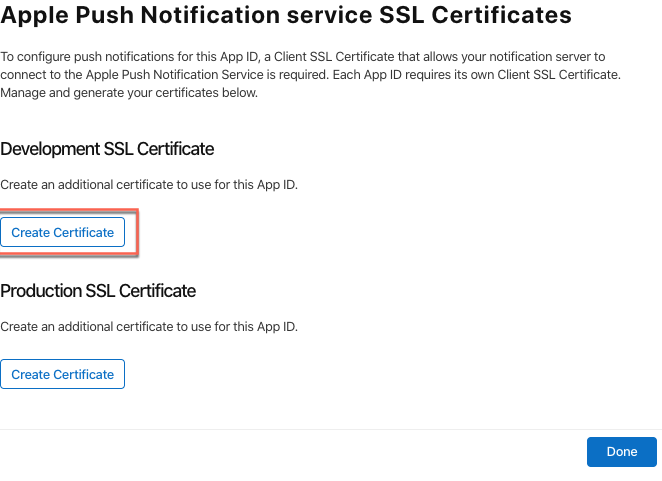 Apple Push Notification service SSL Certificates
To configure push notifications for this App ID, a Client SSL Certificate that allows your notification server to
connect to the Apple Push Notification Service is required. Each App ID requires its own Client SSL Certificate.
Manage and generate your certificates below.
Development SSL Certificate
Create an additional certificate to use for this App ID.
Create Certificate
Production SSL Certificate
Create an additional certificate to use for this App ID.
Create Certificate
Done